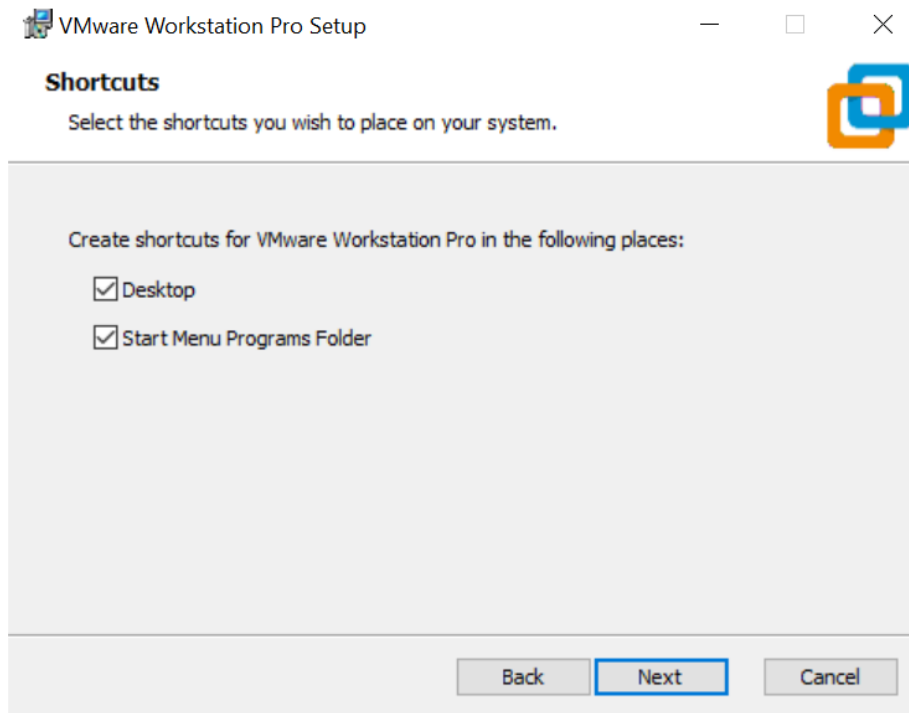 VMware Workstation Pro Setup
Shortcuts
Select the shortcuts you wish to place on your system.
Create shortcuts for VMware Workstation Pro in the following places:
Desktop
Start Menu Programs Folder
Back Next Cancel